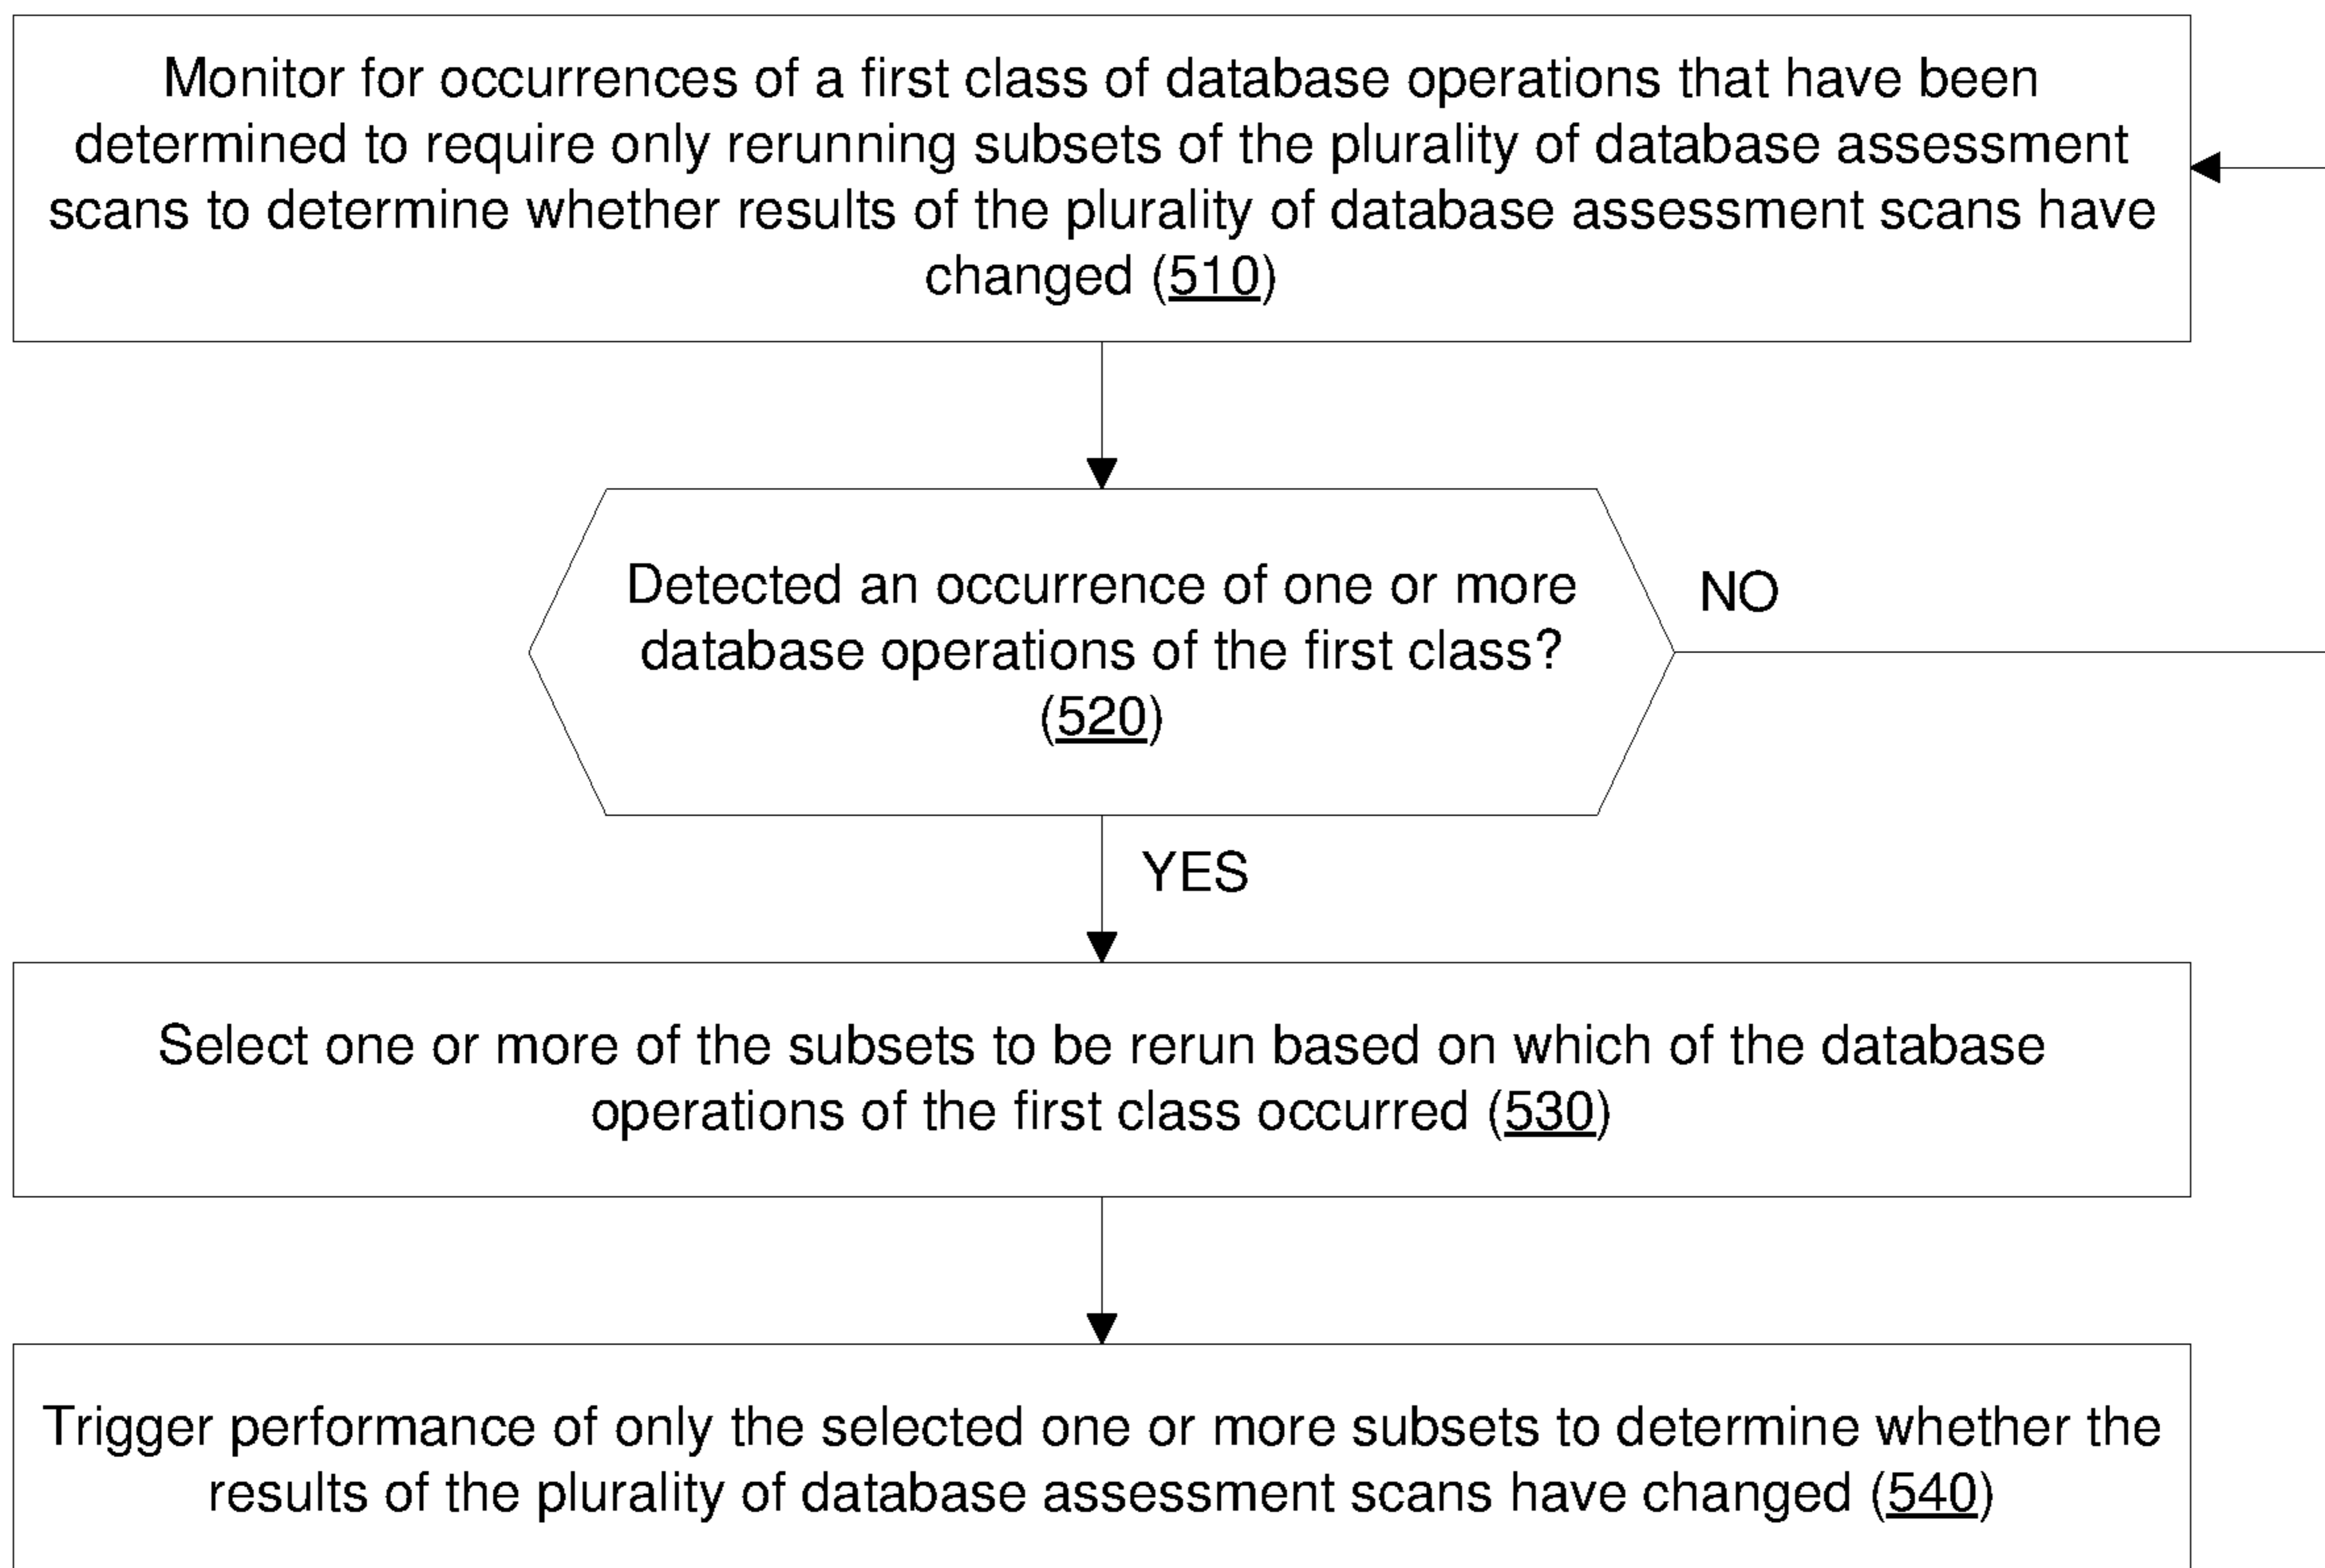 Monitor for occurrences of a first class of database operations that have been
determined to require only rerunning subsets of the plurality of database assessment
scans to determine whether results of the plurality of database assessment scans have
changed (510)
Detected an occurrence of one or more
database operations of the first class?
(520)
NO
YES
Select one or more of the subsets to be rerun based on which of the database
operations of the first class occurred (530)
Trigger performance of only the selected one or more subsets to determine whether the
results of the plurality of database assessment scans have changed (540)